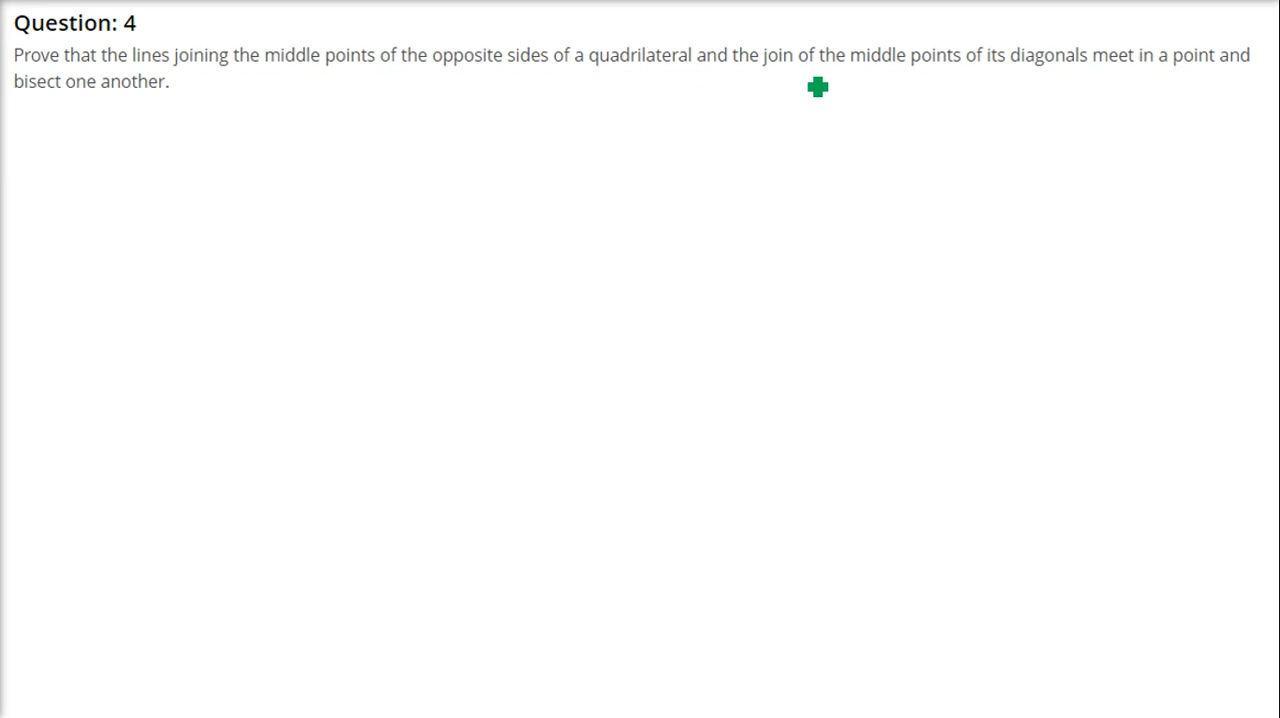 Question: 4
Prove that the lines joining the middle points of the opposite sides of a quadrilateral and the join of the middle points of its diagonals meet in a point and
bisect one another.